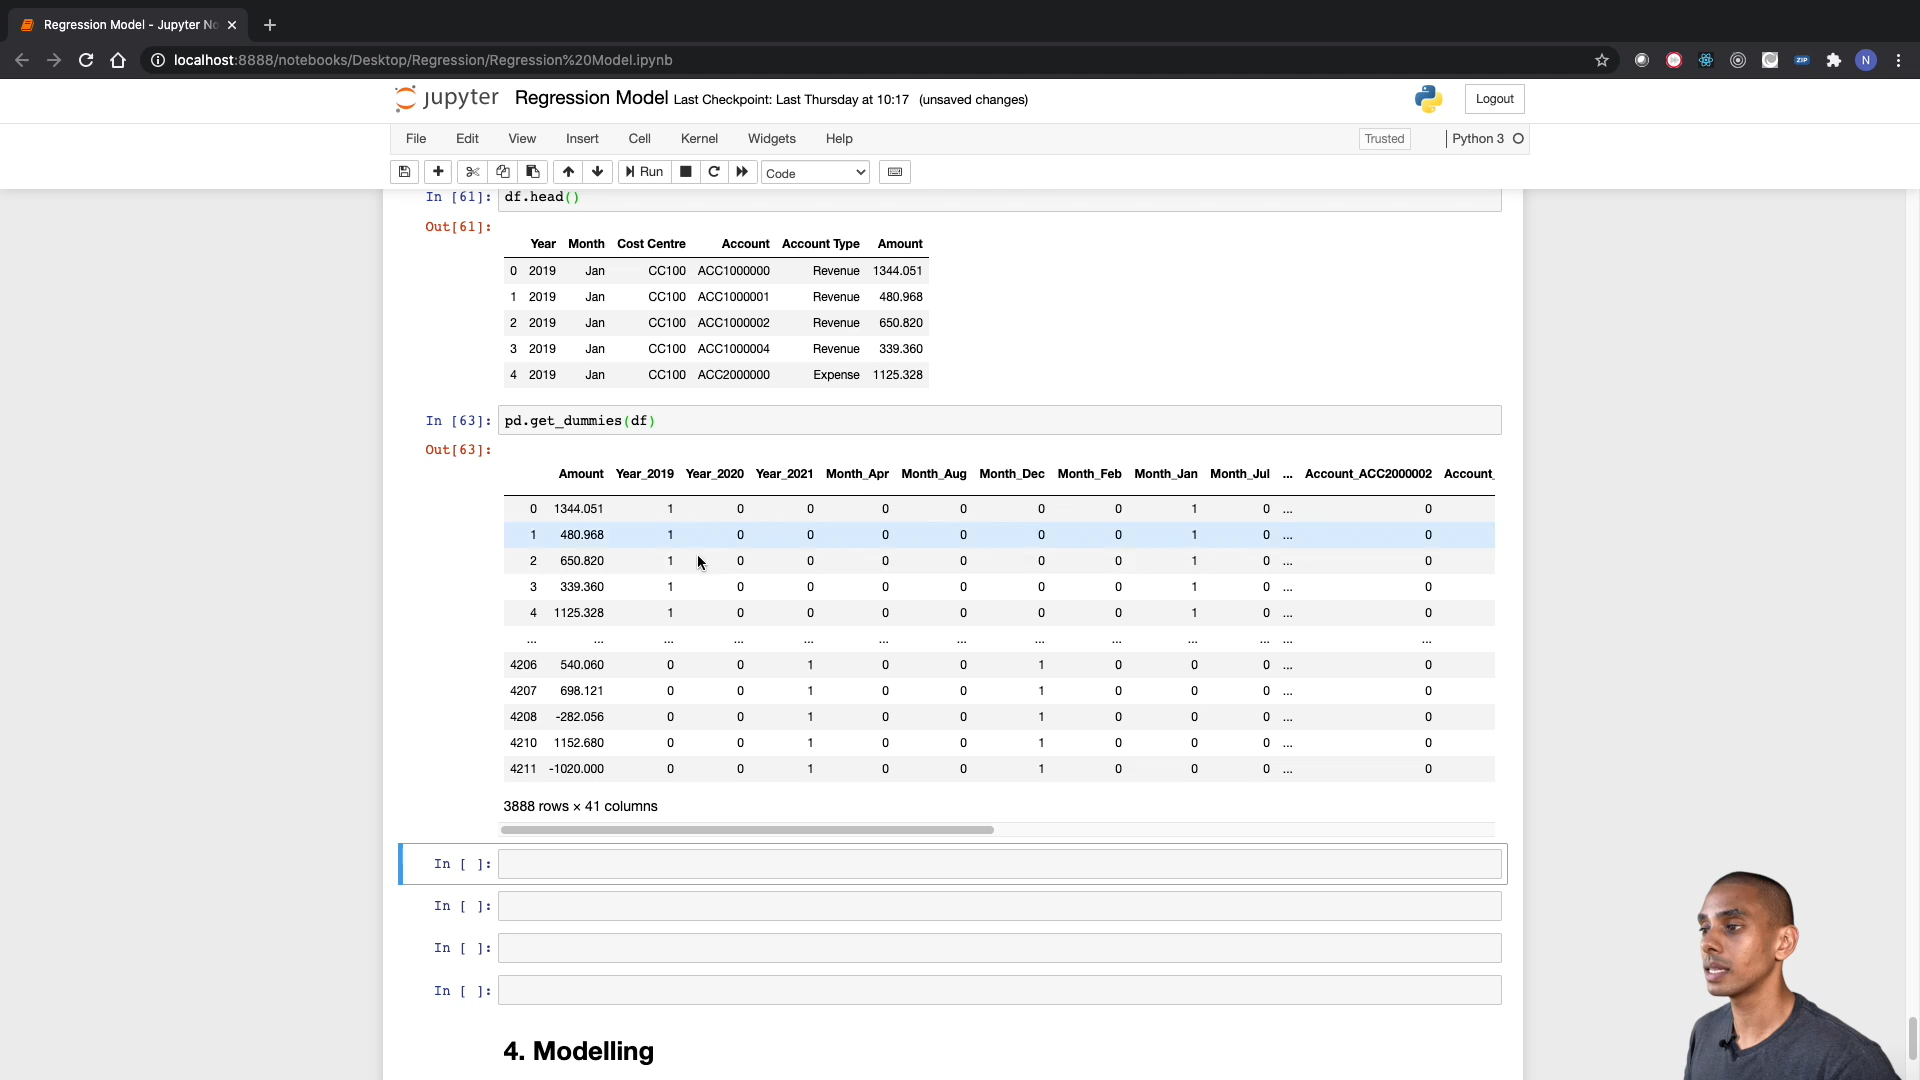 Regression Model - Jupyter No
localhost:8888/notebooks/Desktop/Regression/Regression%20Model.ipynb
ZIP
N
jupyter Regression Model Last Checkpoint: Last Thursday at 10:17 (unsaved changes)
Logout
File Edit View Insert Cell Kernel Widgets Help
Trusted
Python 3
Run
Code
In [61]: df.head()
Out[61]:
Year Month Cost Centre Account Account Type Amount
0 2019 Jan CC100 ACC1000000 Revenue 1344.051
1 2019 Jan CC100 ACC1000001 Revenue 480.968
2 2019 Jan CC100 ACC1000002 Revenue 650.820
3 2019 Jan CC100 ACC1000004 Revenue 339.360
4 2019 Jan CC100 ACC2000000 Expense 1125.328
In [63]: pd.get_dummies(df)
Out[63]:
Amount Year_2019 Year_2020 Year_2021 Month_Apr Month_Aug Month_Dec Month_Feb Month_Jan Month_Jul ... Account_ACC2000002 Account_
0 1344.051 1 0 0 0 0 0 0 1 0 ... 0
1 480.968 1 0 0 0 0 0 0 1 0 ... 0
2 650.820 1 0 0 0 0 0 0 1 0 ... 0
3 339.360 1 0 0 0 0 0 0 1 0 ... 0
4 1125.328 1 0 0 0 0 0 0 1 0 ... 0
... ... ... ... ... ... ... ... ... ... ... ... ...
4206 540.060 0 0 1 0 0 1 0 0 0 ... 0
4207 698.121 0 0 1 0 0 1 0 0 0 ... 0
4208 -282.056 0 0 1 0 0 1 0 0 0 ... 0
4210 1152.680 0 0 1 0 0 1 0 0 0 ... 0
4211 -1020.000 0 0 1 0 0 1 0 0 0 ... 0
3888 rows × 41 columns
In [ ]:
In [ ]:
In [ ]:
In [ ]:
4. Modelling